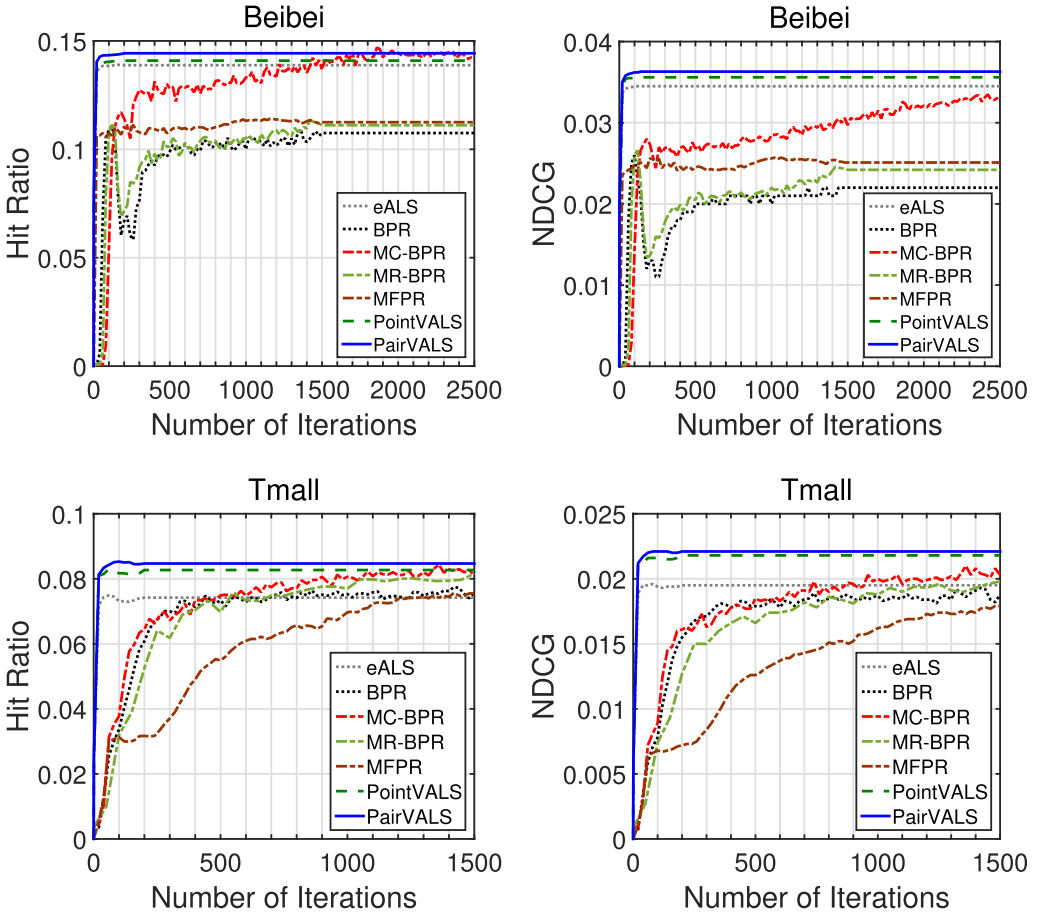 Beibei
0.15
0.1
0.05
0
Hit Ratio
eALS
BPR
MC-BPR
MR-BPR
MFPR
PointVALS
PairVALS
0 500 1000 1500 2000 2500
Number of Iterations
Beibei
0.04
0.03
0.02
0.01
0
NDCG
eALS
BPR
MC-BPR
MR-BPR
MFPR
PointVALS
PairVALS
0 500 1000 1500 2000 2500
Number of Iterations
Tmall
0.1
0.08
0.06
0.04
0.02
0
Hit Ratio
eALS
BPR
MC-BPR
MR-BPR
MFPR
PointVALS
PairVALS
0 500 1000 1500
Number of Iterations
Tmall
0.025
0.02
0.015
0.01
0.005
0
NDCG
eALS
BPR
MC-BPR
MR-BPR
MFPR
PointVALS
PairVALS
0 500 1000 1500
Number of Iterations